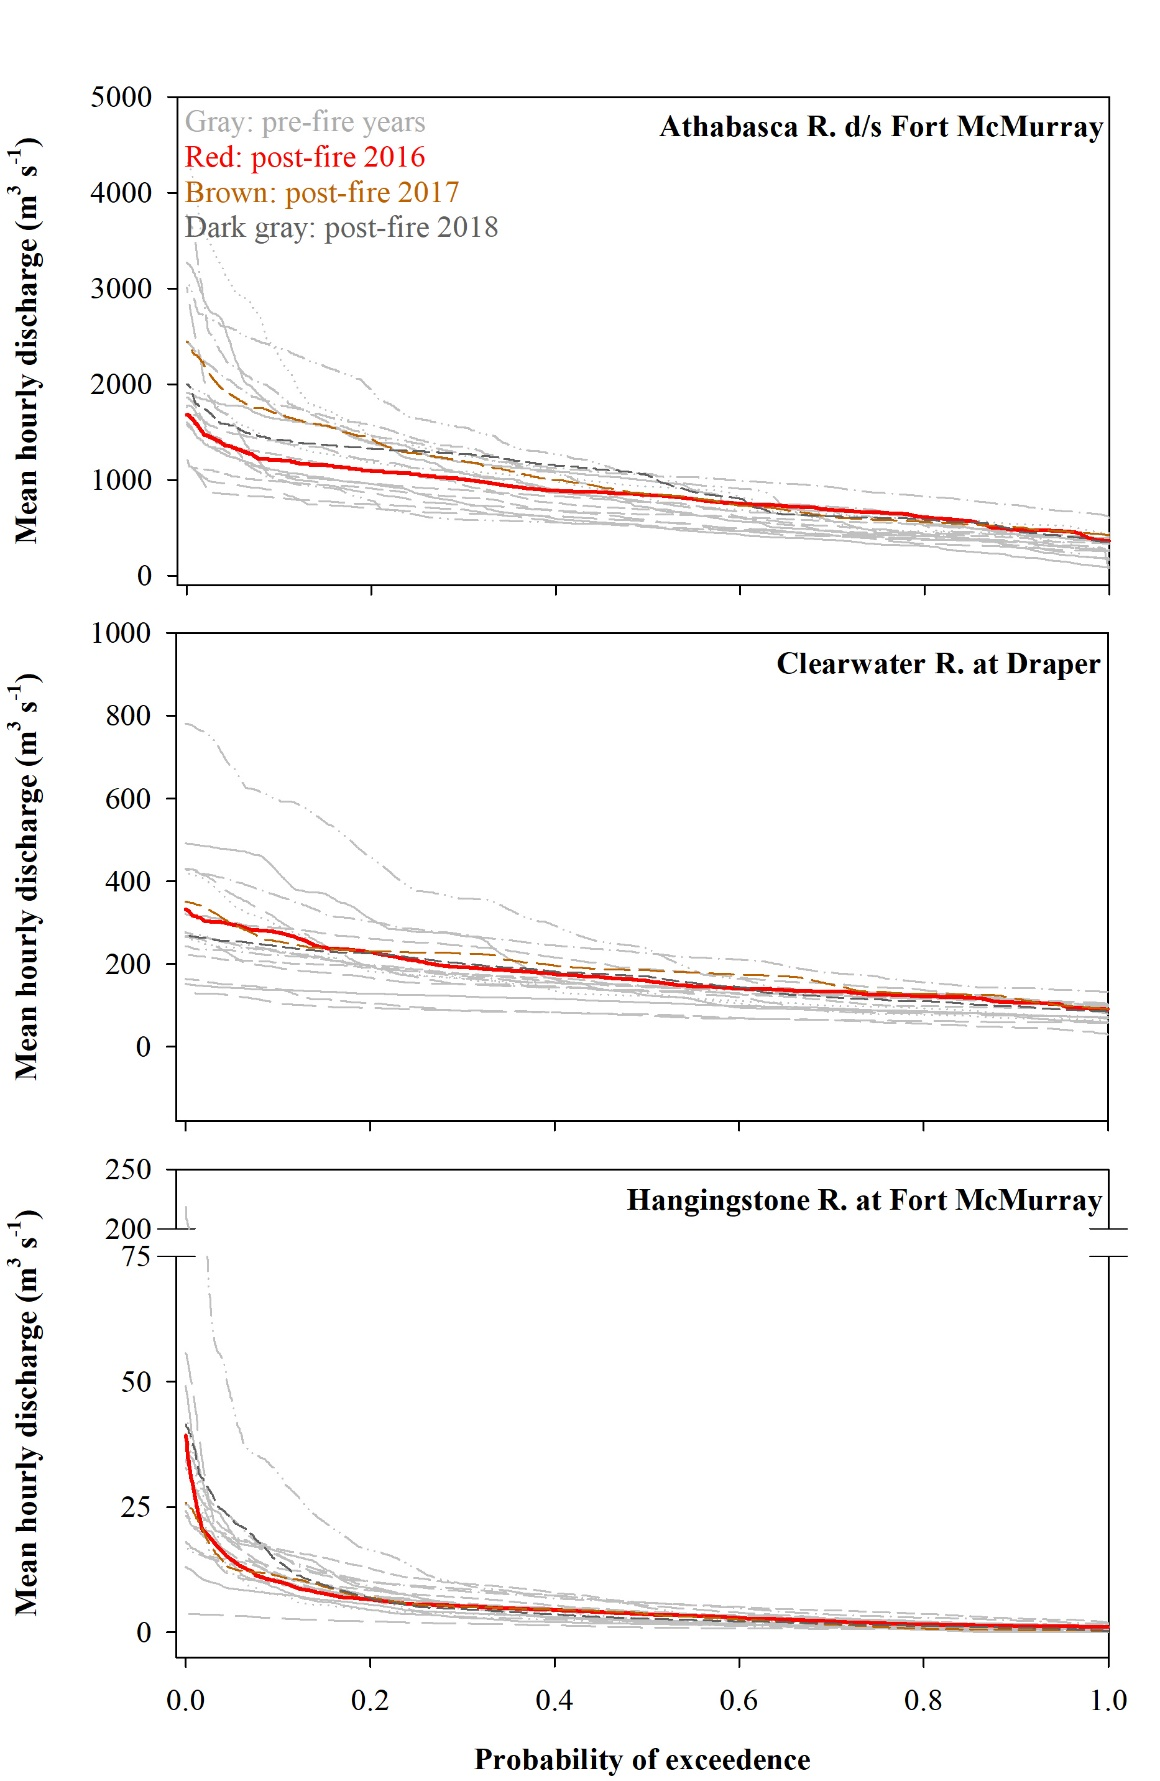 5000
Athabasca R. d/s Fort McMurray
Gray: pre-fire years
Red: post-fire 2016
Brown: post-fire 2017
Dark gray: post-fire 2018
4000
3000
2000
1000
0
Mean hourly discharge (m³ s⁻¹)
1000
Clearwater R. at Draper
800
600
400
200
0
Mean hourly discharge (m³ s⁻¹)
250
Hangingstone R. at Fort McMurray
200
75
50
25
0
Mean hourly discharge (m³ s⁻¹)
0.0 0.2 0.4 0.6 0.8 1.0
Probability of exceedence